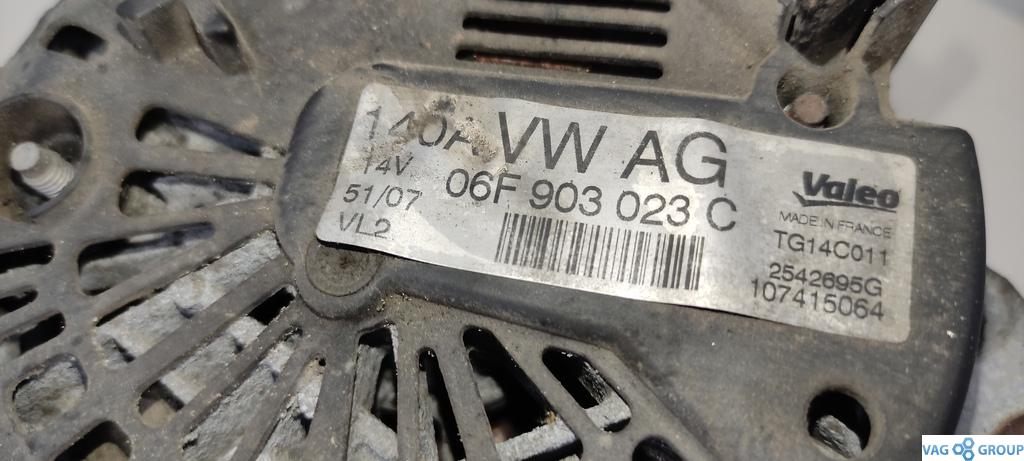 140A VW AG
14V 06F 903 023 C
51/07
VL2
Valeo
MADE IN FRANCE
TG14C011
2542695G
107415064
VAG GROUP